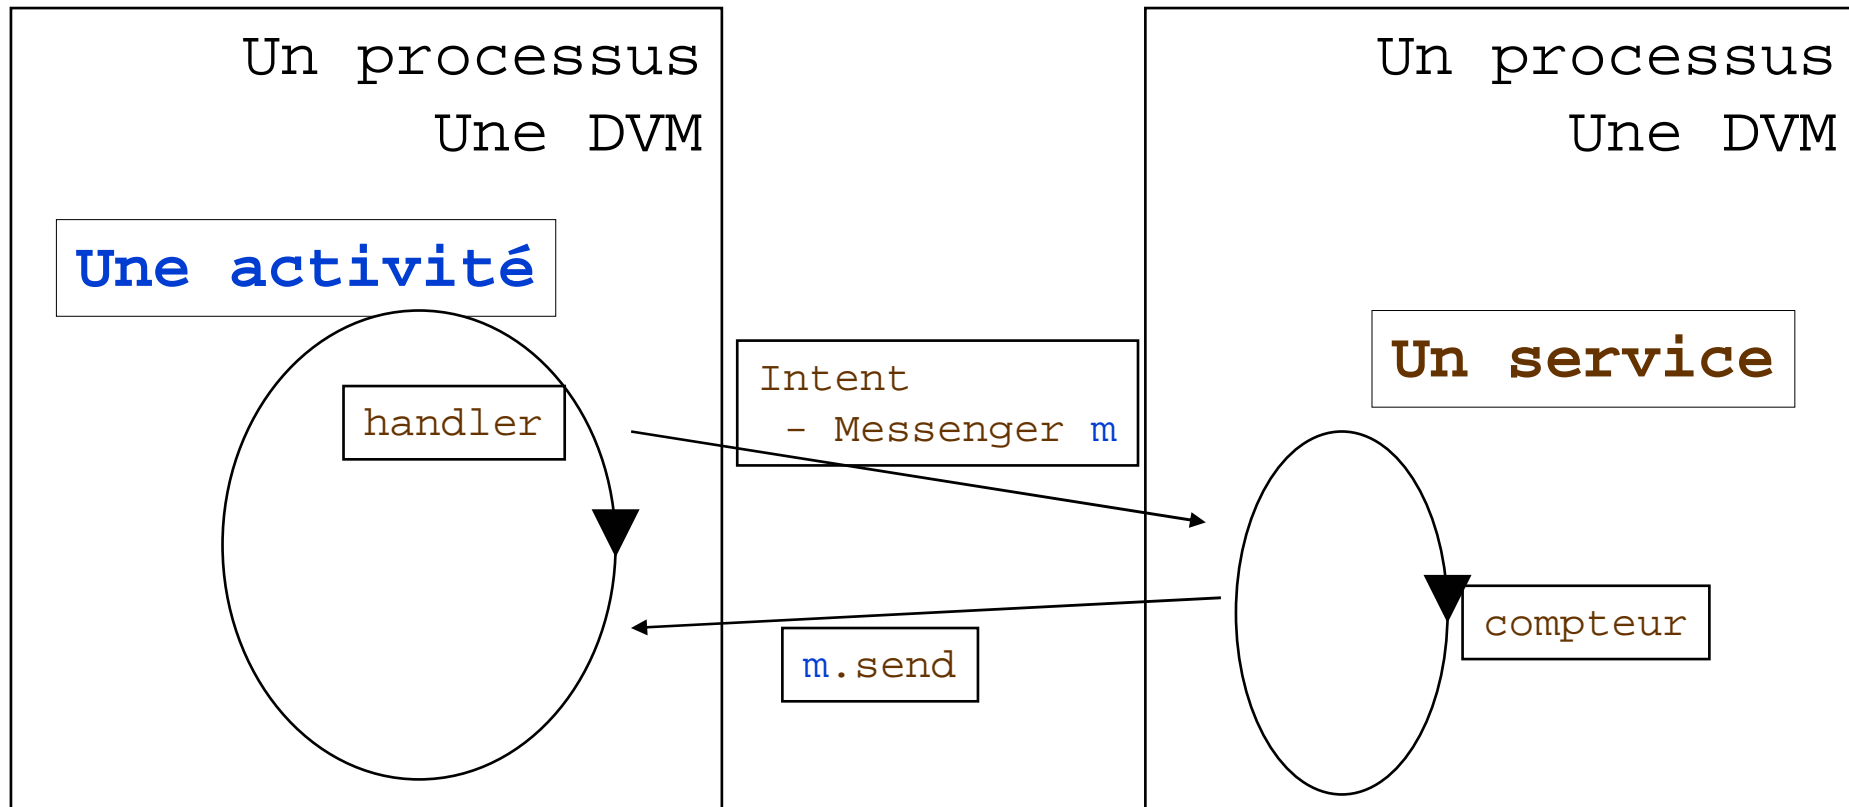 Un processus
Une DVM
Une activité
handler
Intent
- Messenger m
m.send
Un processus
Une DVM
Un service
compteur